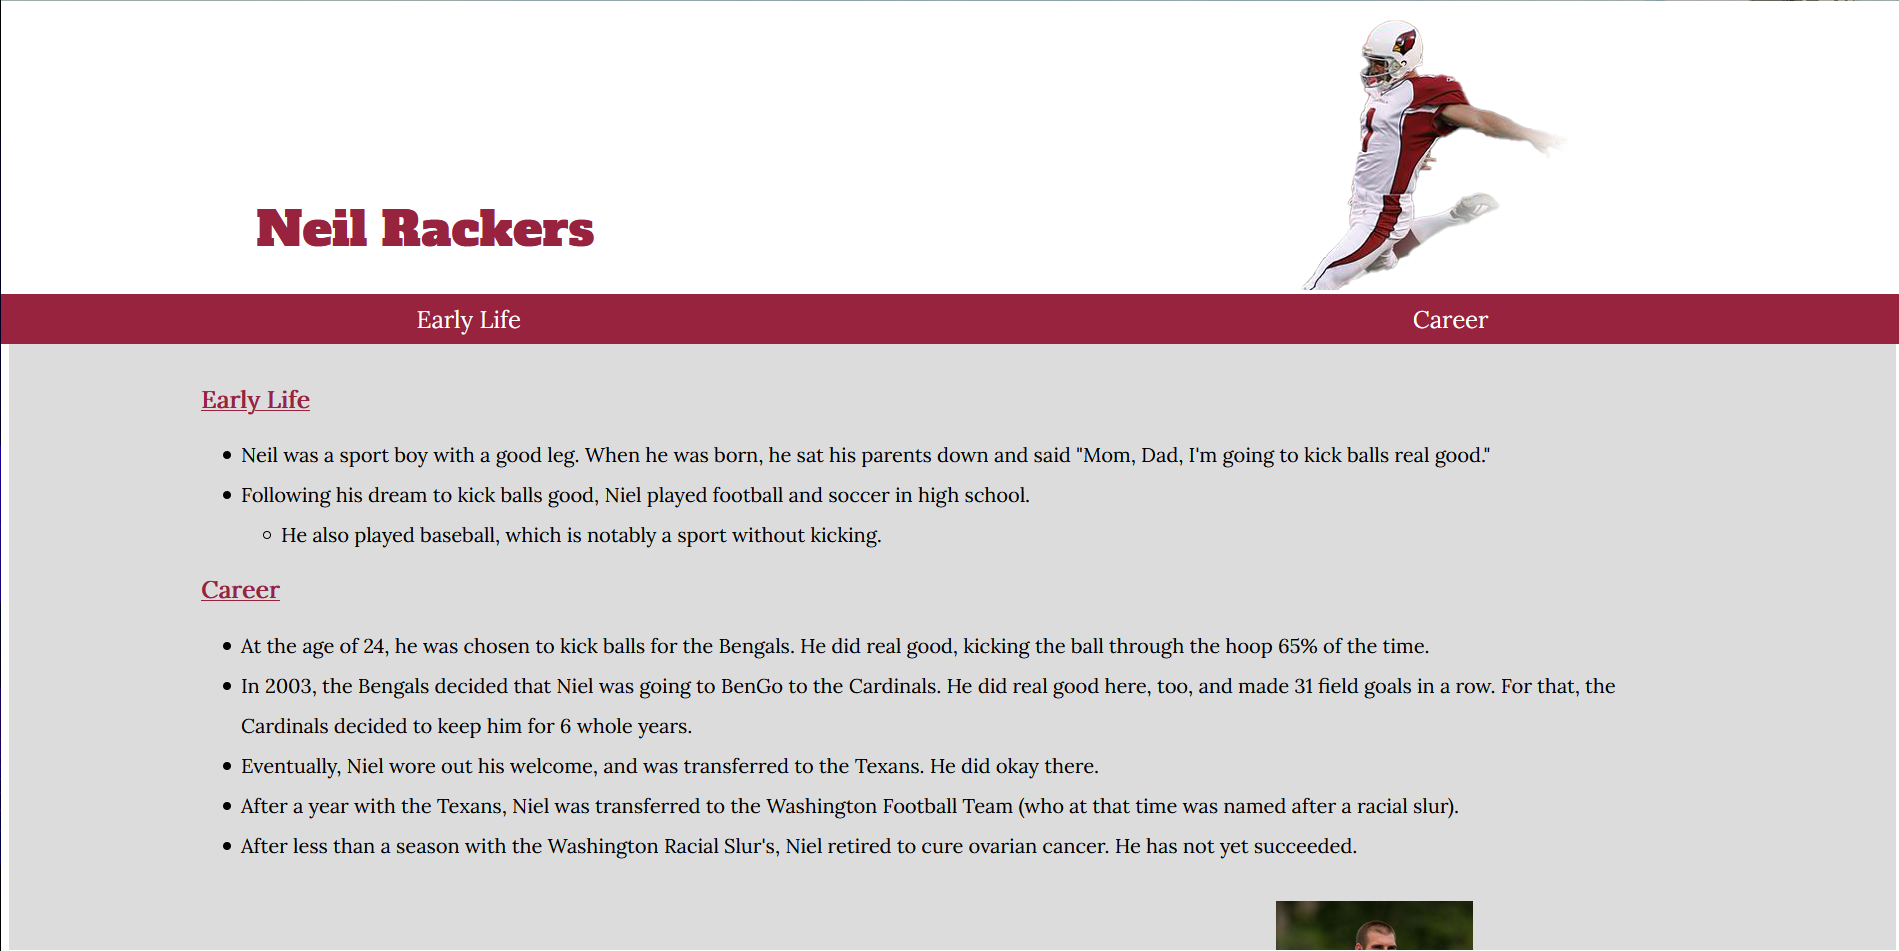 Neil Rackers
Early Life
Career
Early Life
Neil was a sport boy with a good leg. When he was born, he sat his parents down and said "Mom, Dad, I'm going to kick balls real good."
Following his dream to kick balls good, Niel played football and soccer in high school.
He also played baseball, which is notably a sport without kicking.
Career
At the age of 24, he was chosen to kick balls for the Bengals. He did real good, kicking the ball through the hoop 65% of the time.
In 2003, the Bengals decided that Niel was going to BenGo to the Cardinals. He did real good here, too, and made 31 field goals in a row. For that, the
Cardinals decided to keep him for 6 whole years.
Eventually, Niel wore out his welcome, and was transferred to the Texans. He did okay there.
After a year with the Texans, Niel was transferred to the Washington Football Team (who at that time was named after a racial slur).
After less than a season with the Washington Racial Slur's, Niel retired to cure ovarian cancer. He has not yet succeeded.